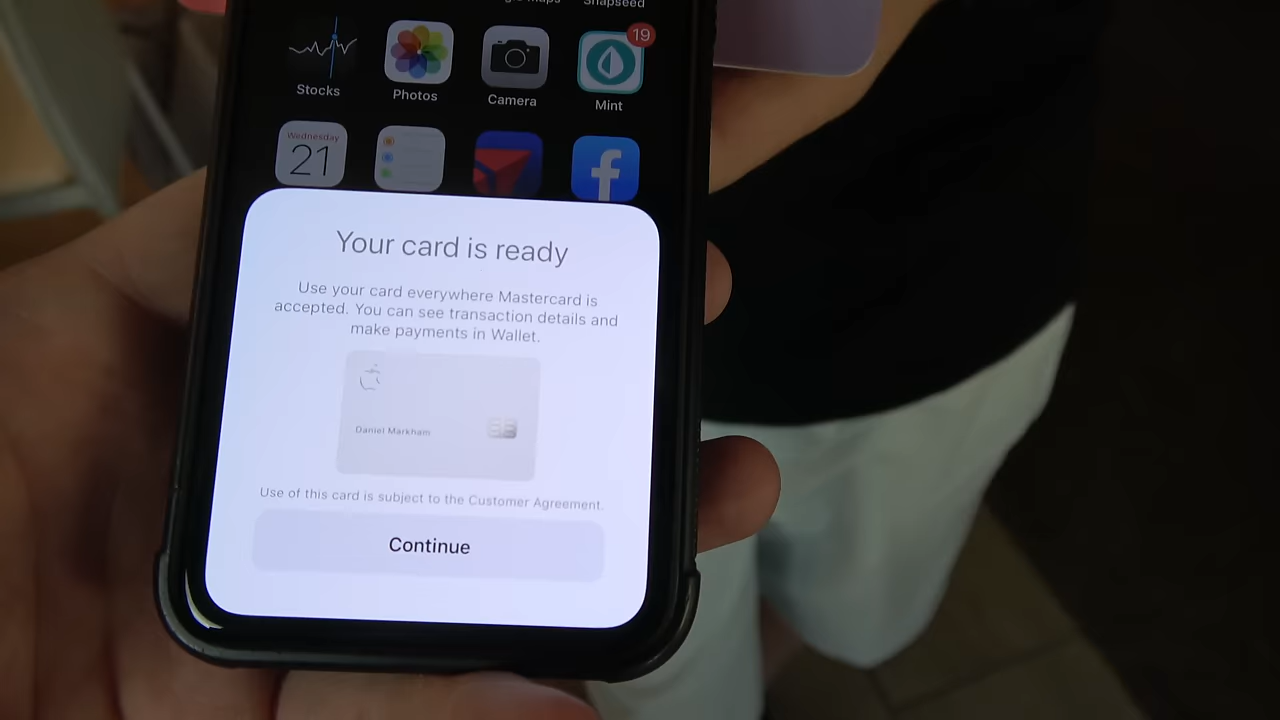 Snapseed
19
Stocks
Photos
Camera
Mint
Wednesday
21
Your card is ready
Use your card everywhere Mastercard is
accepted. You can see transaction details and
make payments in Wallet.
Daniel Markham
Use of this card is subject to the Customer Agreement.
Continue